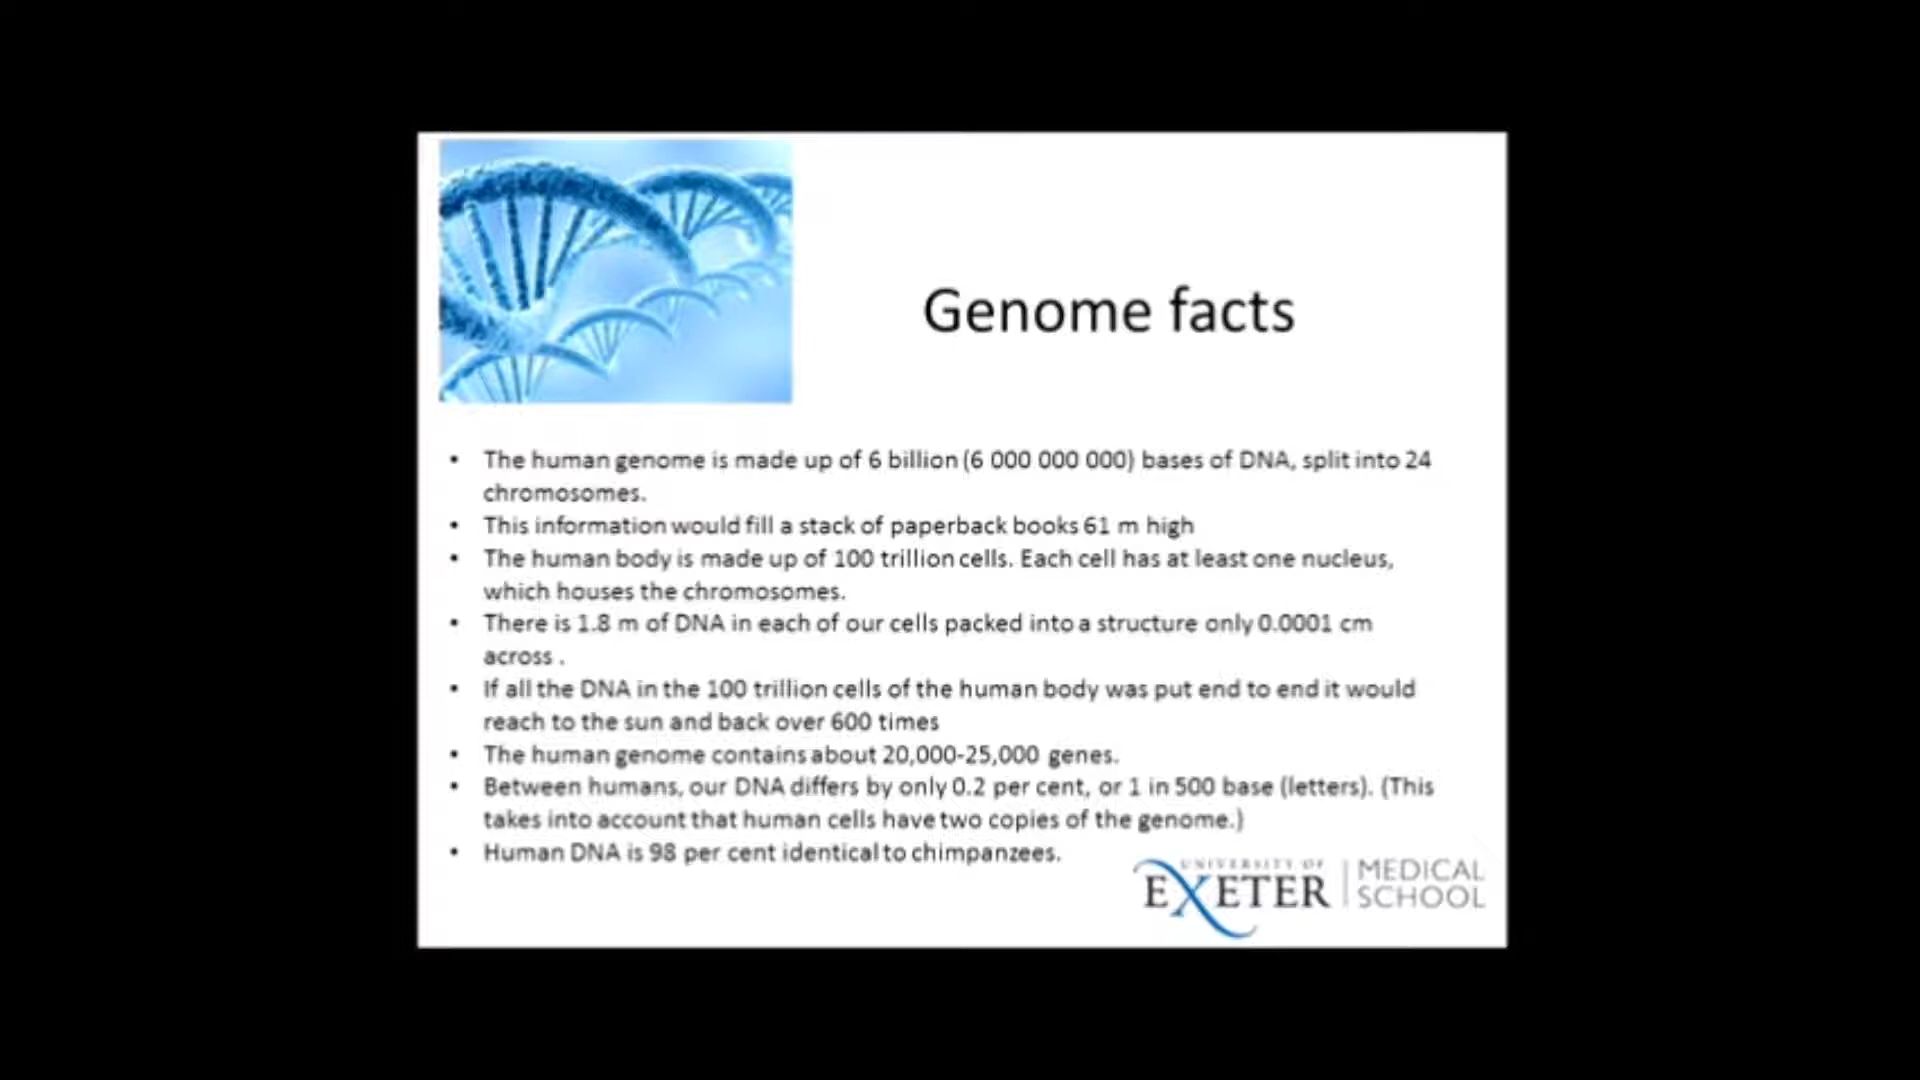 Genome facts
• The human genome is made up of 6 billion (6 000 000 000) bases of DNA, split into 24
chromosomes.
• This information would fill a stack of paperback books 61 m high
• The human body is made up of 100 trillion cells. Each cell has at least one nucleus,
which houses the chromosomes.
• There is 1.8 m of DNA in each of our cells packed into a structure only 0.0001 cm
across .
• If all the DNA in the 100 trillion cells of the human body was put end to end it would
reach to the sun and back over 600 times
• The human genome contains about 20,000-25,000 genes.
• Between humans, our DNA differs by only 0.2 per cent, or 1 in 500 base (letters). (This
takes into account that human cells have two copies of the genome.)
• Human DNA is 98 per cent identical to chimpanzees.
UNIVERSITY OF
EXETER
MEDICAL
SCHOOL